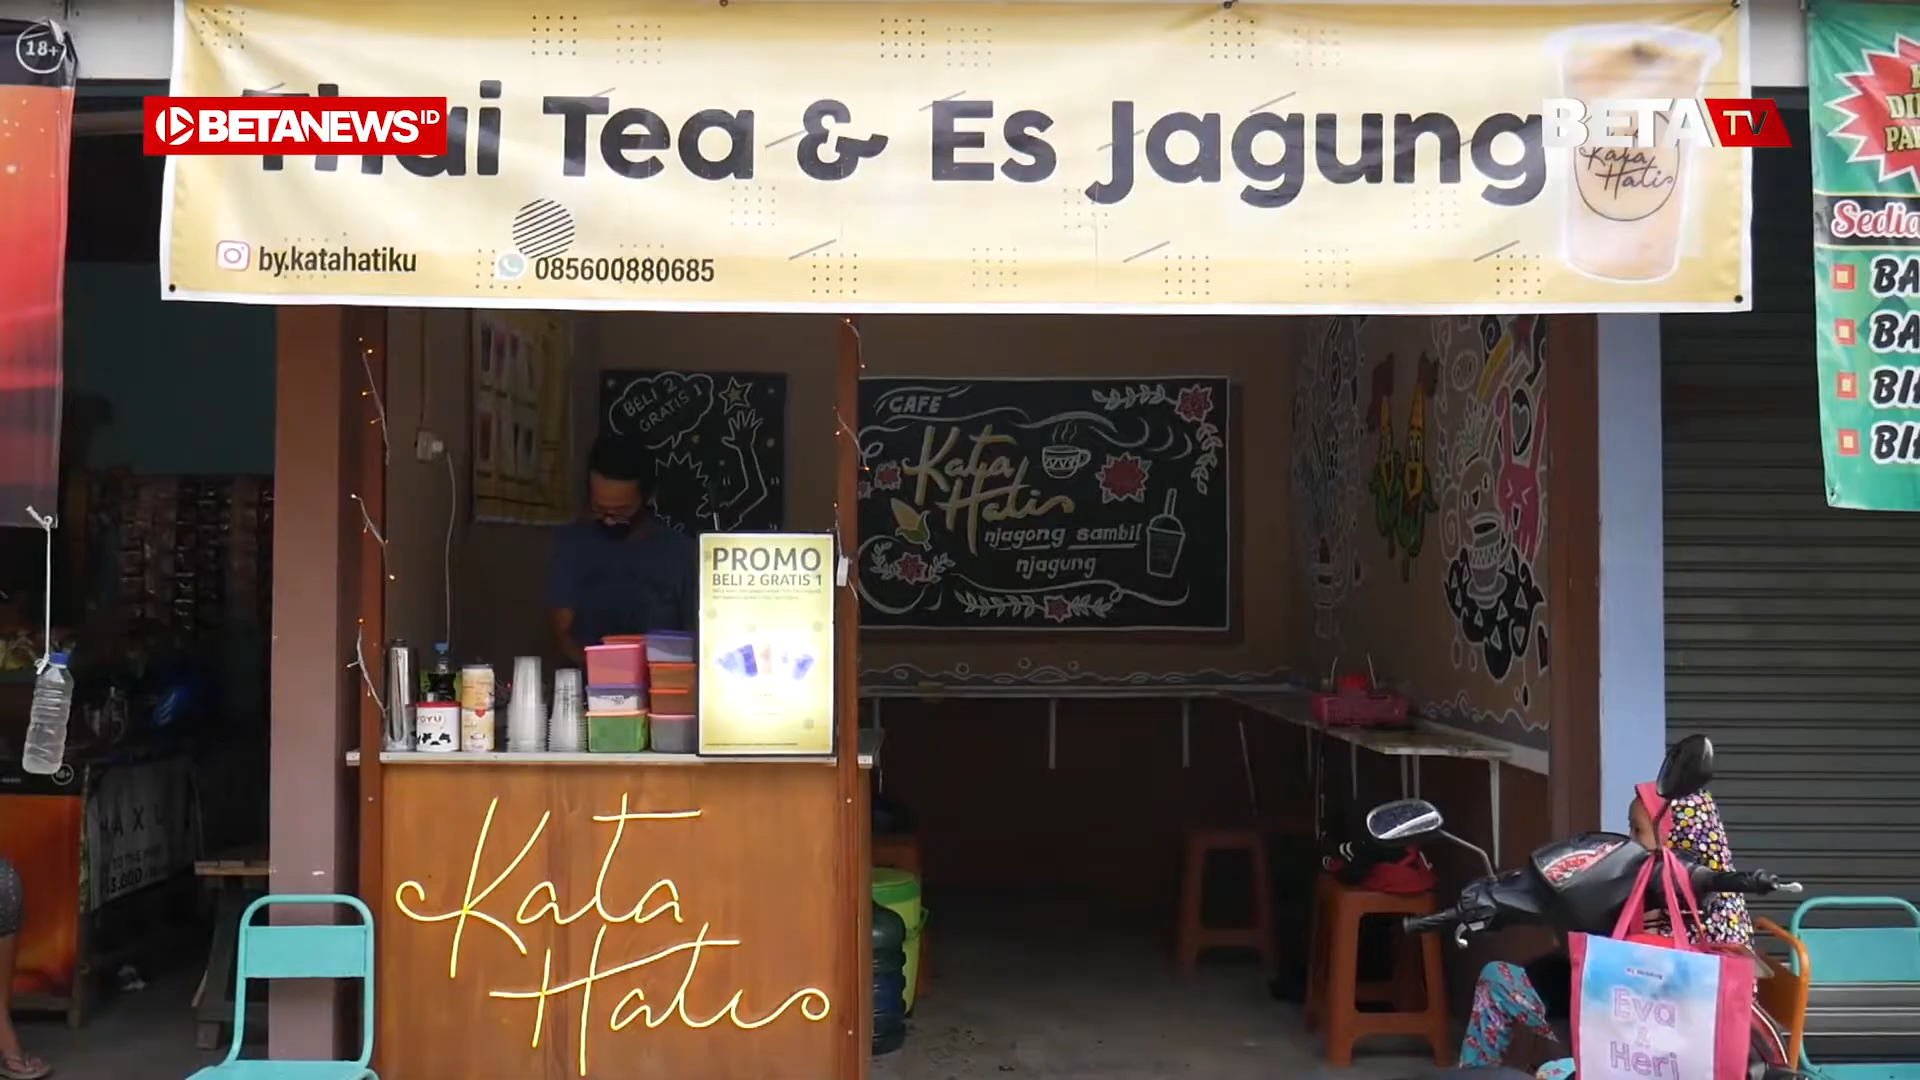 18+
BETANEWS ID
BETA TV
Thai Tea & Es Jagung
Kata
Hati
by.katahatiku
085600880685
Sedia
BELI 2
GRATIS 1
CAFE
Kata
Hati
njagong sambil
njagung
PROMO
BELI 2 GRATIS 1
Kata
Hati
Eva
&
Heri